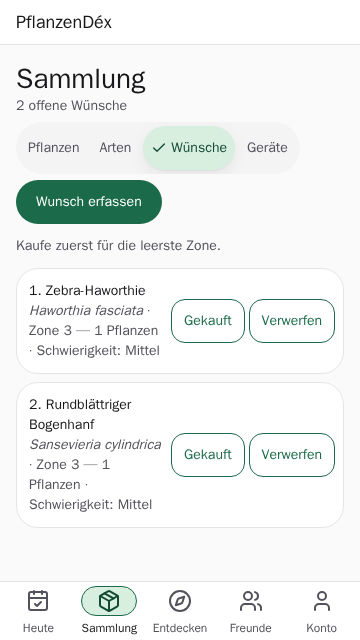 PflanzenDéx
Sammlung
2 offene Wünsche
Pflanzen Arten Wünsche Geräte
Wunsch erfassen
Kaufe zuerst für die leerste Zone.
1. Zebra-Haworthie
Haworthia fasciata ·
Zone 3 — 1 Pflanzen
· Schwierigkeit: Mittel
Gekauft Verwerfen
2. Rundblättriger
Bogenhanf
Sansevieria cylindrica
· Zone 3 — 1
Pflanzen ·
Schwierigkeit: Mittel
Gekauft Verwerfen
Heute Sammlung Entdecken Freunde Konto